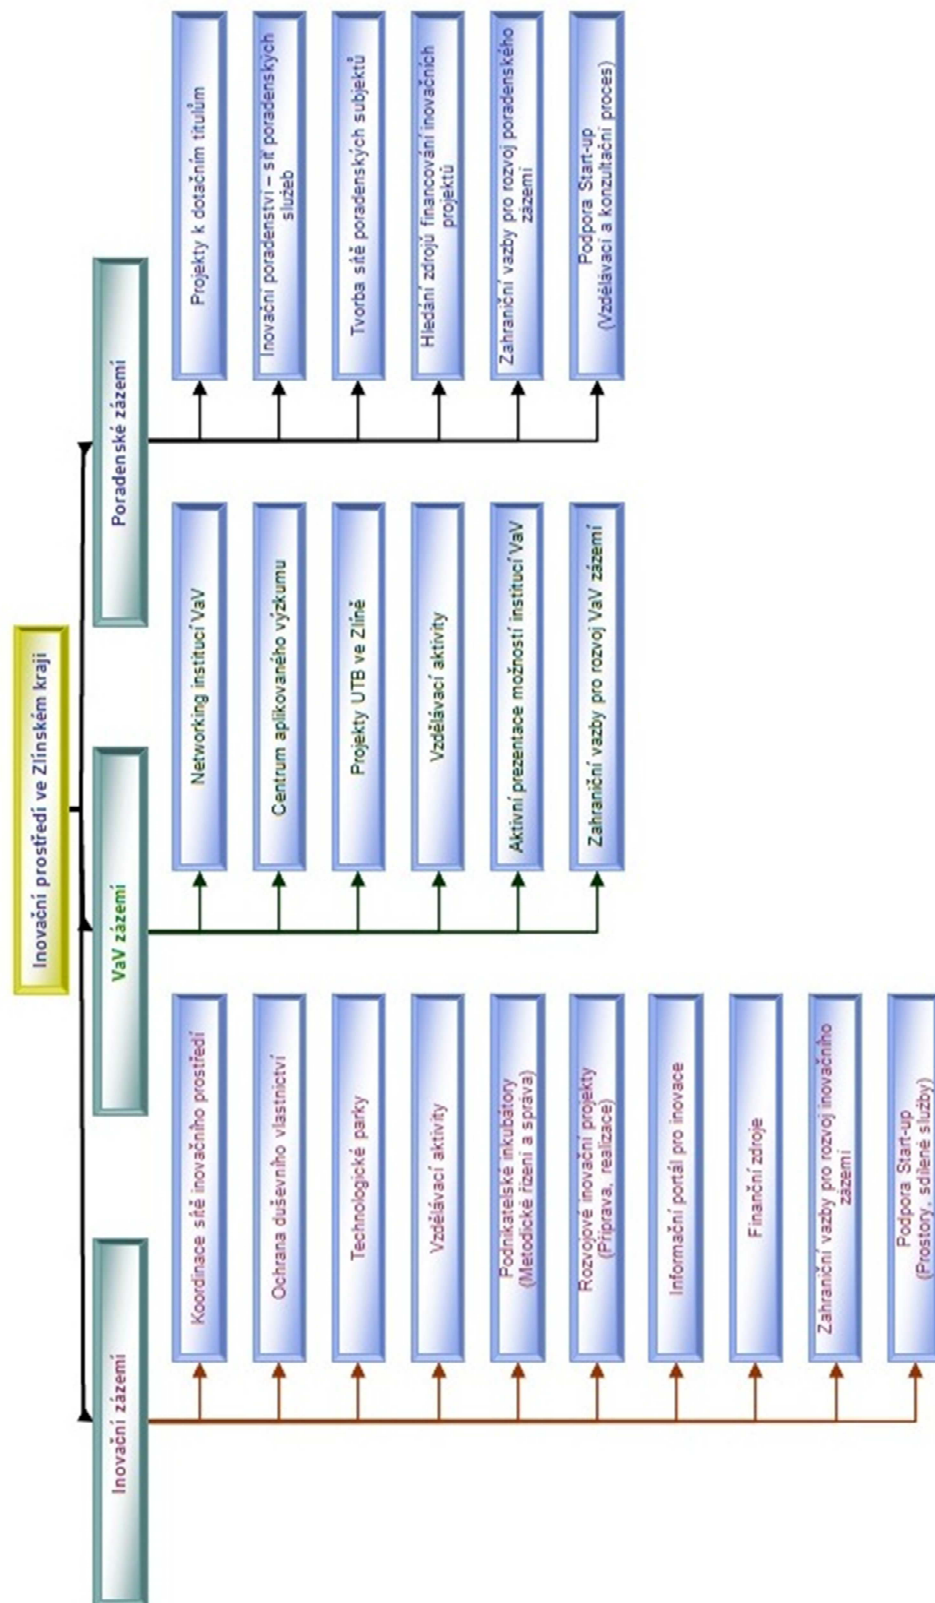 Inovační prostředí ve Zlínském kraji
Inovační zázemí
Koordinace sítě inovačního prostředí
Ochrana duševního vlastnictví
Technologické parky
Vzdělávací aktivity
Podnikatelské inkubátory
(Metodické řízení a správa)
Rozvojové inovační projekty
(Příprava, realizace)
Informační portál pro inovace
Finanční zdroje
Zahraniční vazby pro rozvoj inovačního
zázemí
Podpora Start-up
(Prostory, sdílené služby)
VaV zázemí
Networking institucí VaV
Centrum aplikovaného výzkumu
Projekty UTB ve Zlíně
Vzdělávací aktivity
Aktivní prezentace možností institucí VaV
Zahraniční vazby pro rozvoj VaV zázemí
Poradenské zázemí
Projekty k dotačním titulům
Inovační poradenství – síť poradenských
služeb
Tvorba sítě poradenských subjektů
Hledání zdrojů financování inovačních
projektů
Zahraniční vazby pro rozvoj poradenského
zázemí
Podpora Start-up
(Vzdělávací a konzultační proces)